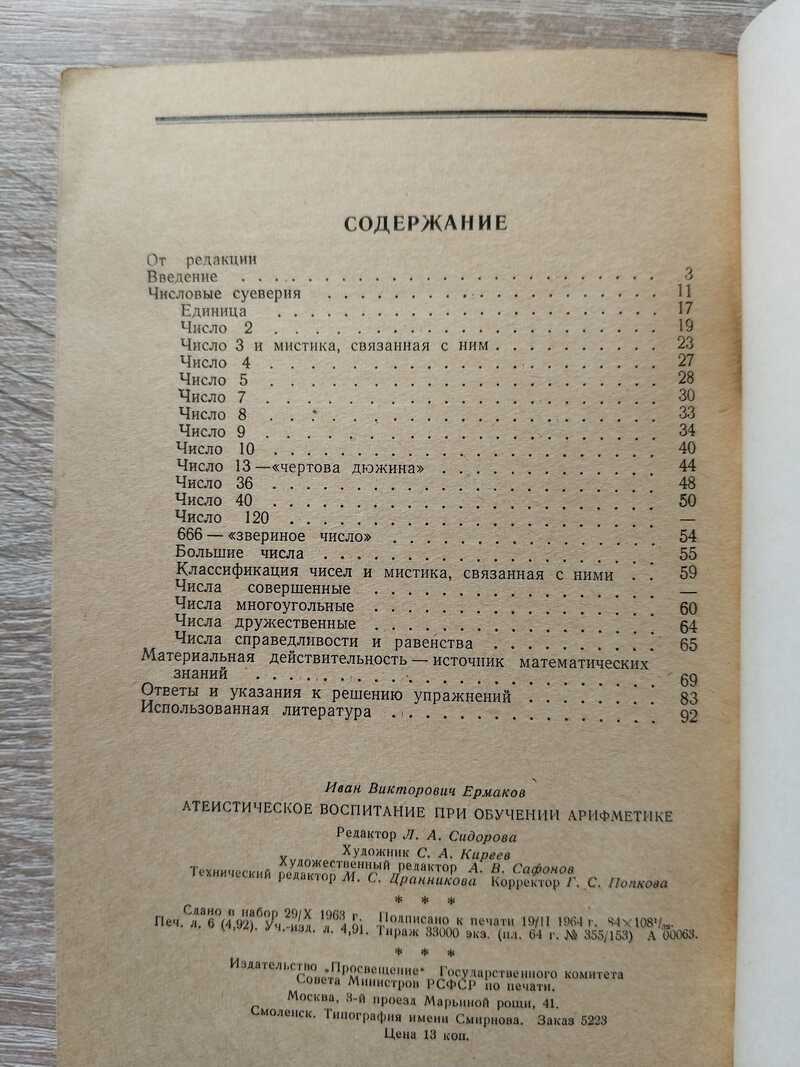 СОДЕРЖАНИЕ
От редакции
Введение . . . . . . . . . . . . . . . . . . . . . . . . . 3
Числовые суеверия . . . . . . . . . . . . . . . . . . . . 11
Единица . . . . . . . . . . . . . . . . . . . . . . . 17
Число 2 . . . . . . . . . . . . . . . . . . . . . . . 19
Число 3 и мистика, связанная с ним . . . . . . . . . . 23
Число 4 . . . . . . . . . . . . . . . . . . . . . . . 27
Число 5 . . . . . . . . . . . . . . . . . . . . . . . 28
Число 7 . . . . . . . . . . . . . . . . . . . . . . . 30
Число 8 . . . . . . . . . . . . . . . . . . . . . . . 33
Число 9 . . . . . . . . . . . . . . . . . . . . . . . 34
Число 10 . . . . . . . . . . . . . . . . . . . . . . . 40
Число 13 — «чертова дюжина» . . . . . . . . . . . . . 44
Число 36 . . . . . . . . . . . . . . . . . . . . . . . 48
Число 40 . . . . . . . . . . . . . . . . . . . . . . . 50
Число 120 . . . . . . . . . . . . . . . . . . . . . . —
666 — «звериное число» . . . . . . . . . . . . . . . . 54
Большие числа . . . . . . . . . . . . . . . . . . . . 55
Классификация чисел и мистика, связанная с ними . . 59
Числа совершенные . . . . . . . . . . . . . . . . . . —
Числа многоугольные . . . . . . . . . . . . . . . . . 60
Числа дружественные . . . . . . . . . . . . . . . . . 64
Числа справедливости и равенства . . . . . . . . . . 65
Материальная действительность — источник математических
знаний . . . . . . . . . . . . . . . . . . . . . . . . 69
Ответы и указания к решению упражнений . . . . . . . . 83
Использованная литература . . . . . . . . . . . . . . . 92
Иван Викторович Ермаков
АТЕИСТИЧЕСКОЕ ВОСПИТАНИЕ ПРИ ОБУЧЕНИИ АРИФМЕТИКЕ
Редактор Л. А. Сидорова
Художник С. А. Киреев
Художественный редактор А. В. Сафонов
Технический редактор М. С. Дранникова Корректор Г. С. Попкова
* * *
Сдано в набор 29/X 1963 г. Подписано к печати 19/II 1964 г. 84×108¹/₃₂.
Печ. л. 6 (4,92). Уч.-изд. л. 4,91. Тираж 33000 экз. (пл. 64 г. № 355/153) А 00063.
* * *
Издательство „Просвещение“ Государственного комитета
Совета Министров РСФСР по печати.
Москва, 3-й проезд Марьиной рощи, 41.
Смоленск. Типография имени Смирнова. Заказ 5223
Цена 13 коп.